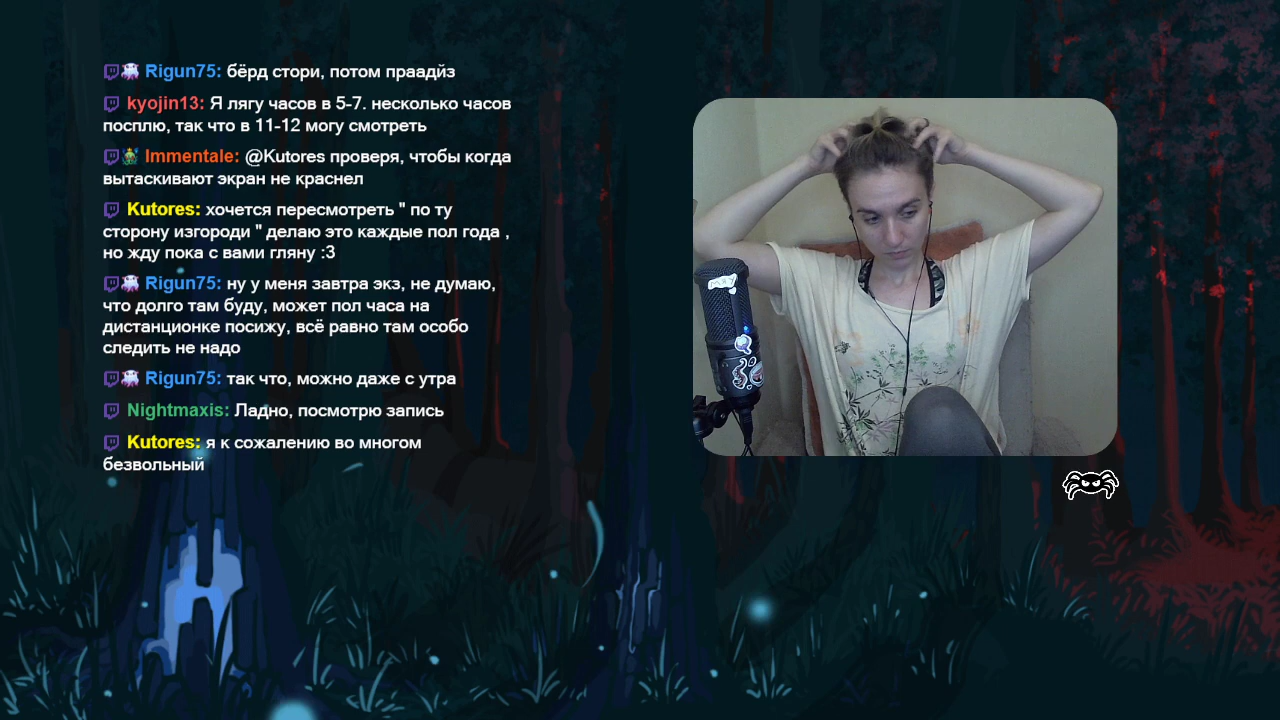 Rigun75: бёрд стори, потом праадйз
kyojin13: Я лягу часов в 5-7. несколько часов
посплю, так что в 11-12 могу смотреть
Immentale: @Kutores проверя, чтобы когда
вытаскивают экран не краснел
Kutores: хочется пересмотреть " по ту
сторону изгороди " делаю это каждые пол года ,
но жду пока с вами гляну :3
Rigun75: ну у меня завтра экз, не думаю,
что долго там буду, может пол часа на
дистанционке посижу, всё равно там особо
следить не надо
Rigun75: так что, можно даже с утра
Nightmaxis: Ладно, посмотрю запись
Kutores: я к сожалению во многом
безвольный